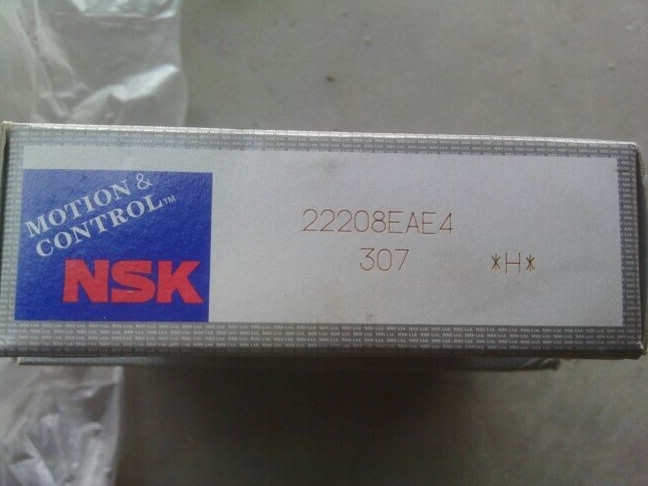 MOTION &
CONTROL™
NSK
22208EAE4
307 *H*